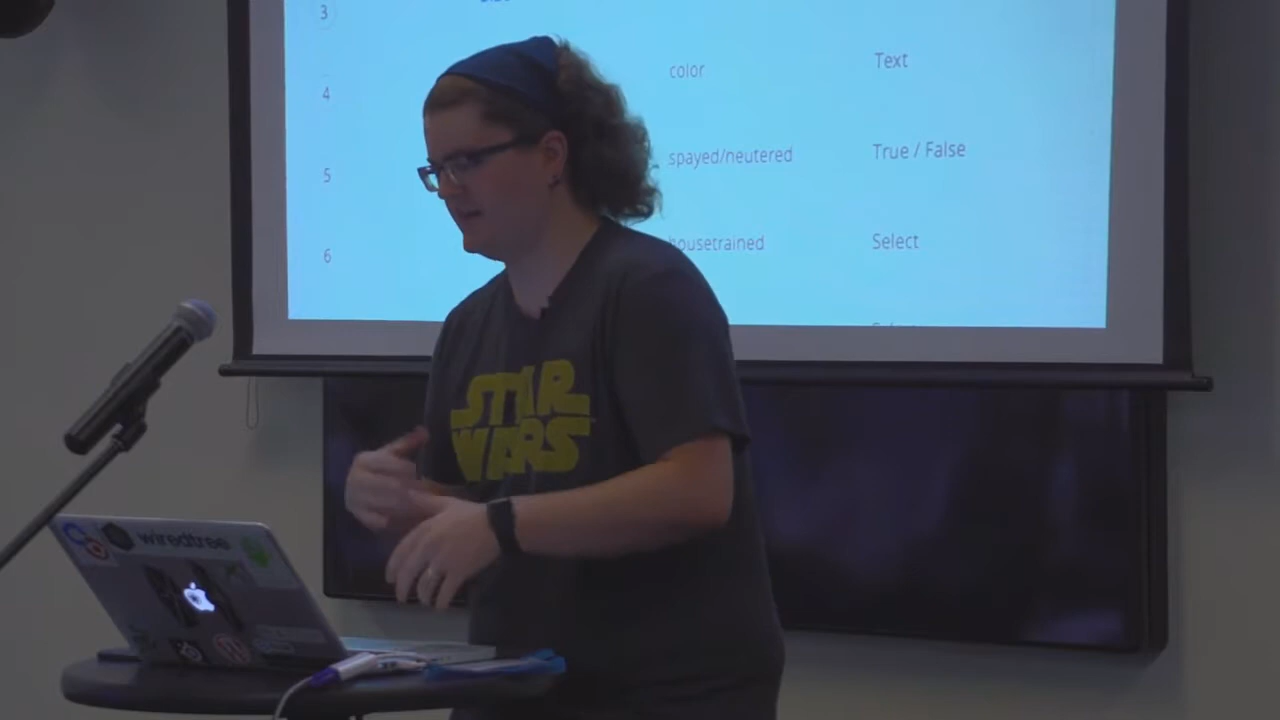 3
color
Text
4
spayed/neutered
True / False
5
housetrained
Select
6
STAR
WARS
wiredtree